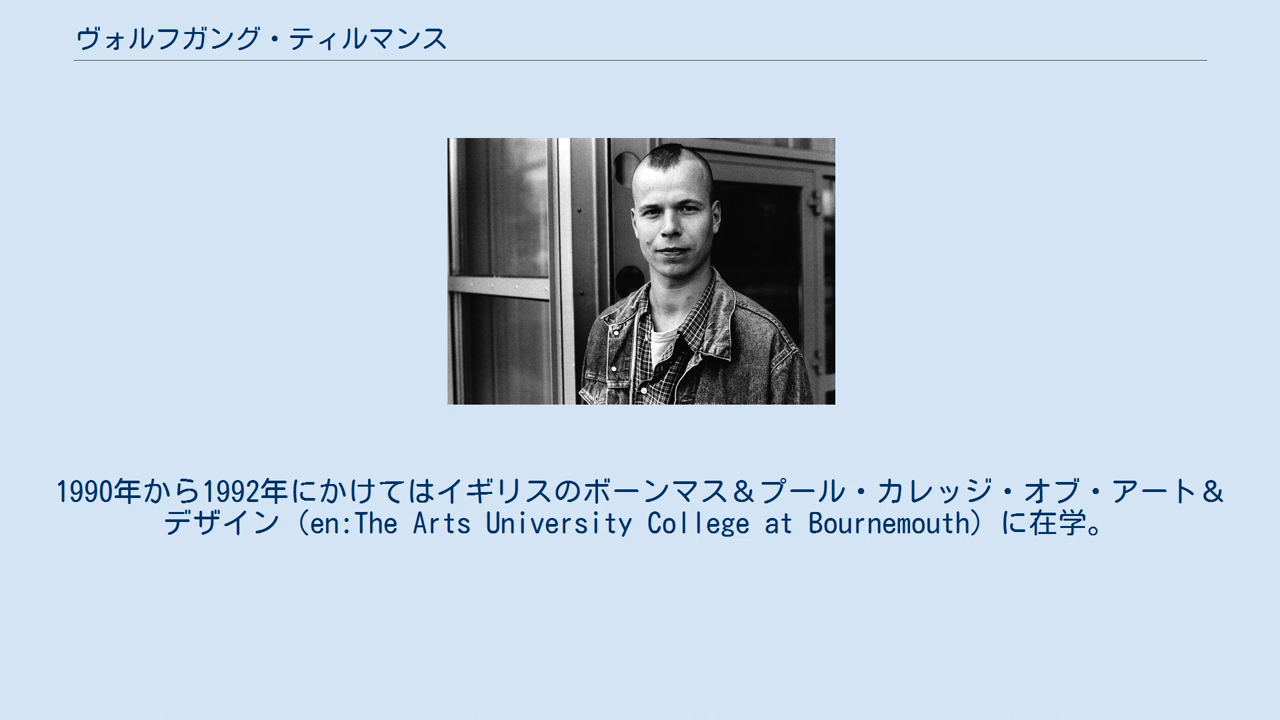 ヴォルフガング・ティルマンス
1990年から1992年にかけてはイギリスのボーンマス＆プール・カレッジ・オブ・アート＆
デザイン（en:The Arts University College at Bournemouth）に在学。